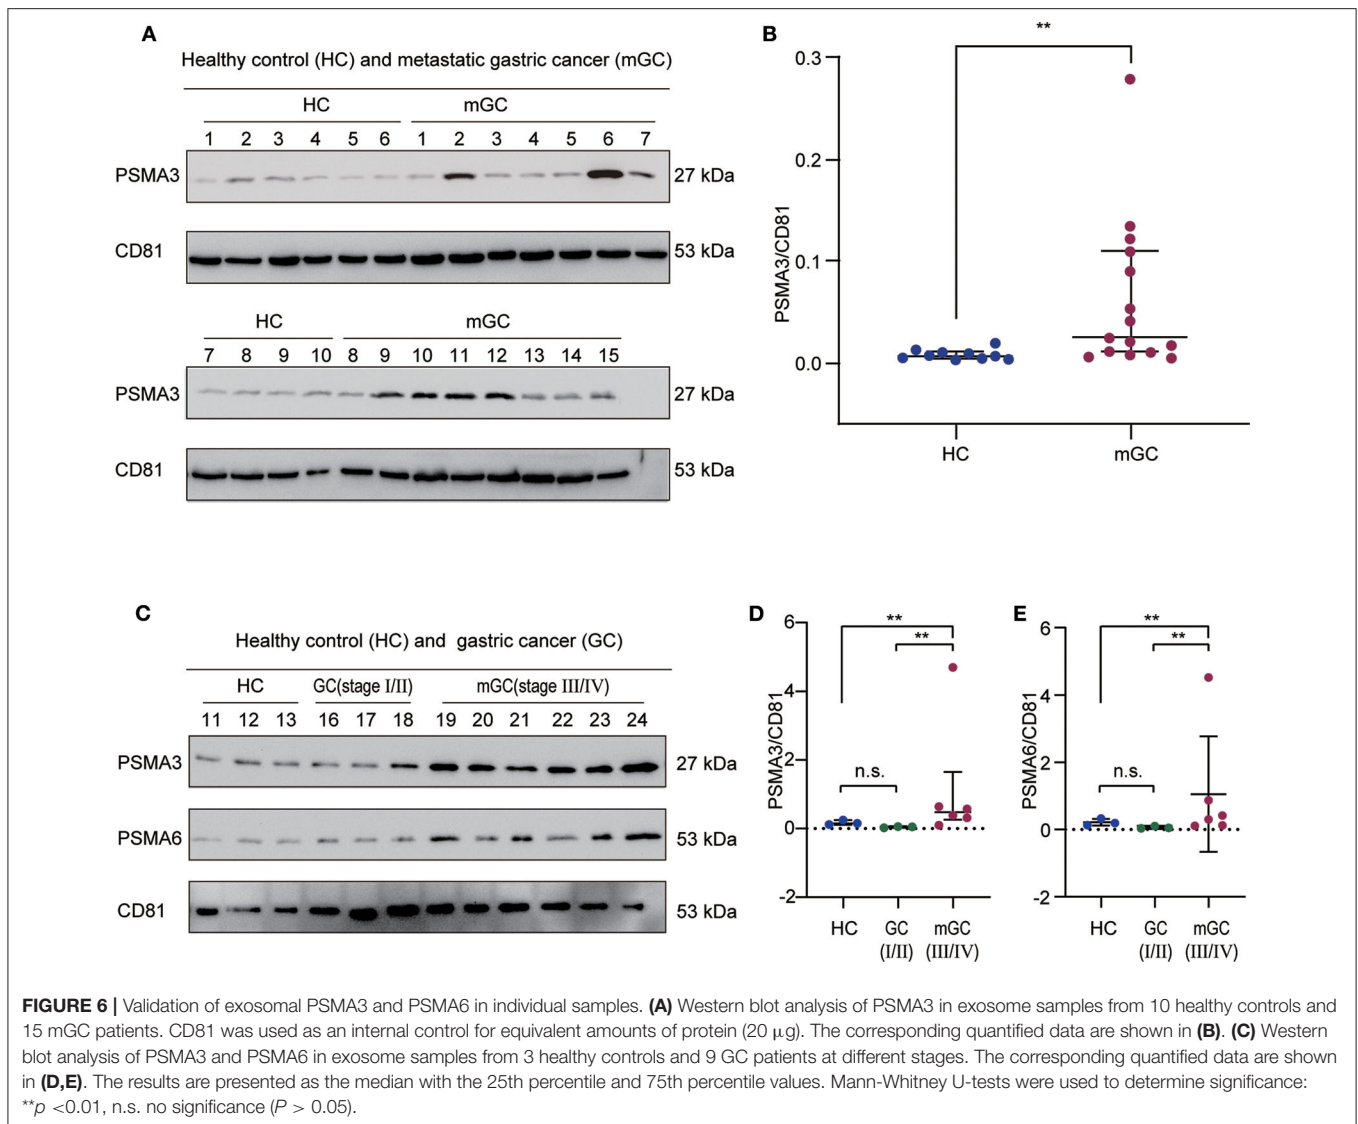 A
Healthy control (HC) and metastatic gastric cancer (mGC)
HC mGC
1 2 3 4 5 6 1 2 3 4 5 6 7
PSMA3 27 kDa
CD81 53 kDa
HC mGC
7 8 9 10 8 9 10 11 12 13 14 15
PSMA3 27 kDa
CD81 53 kDa
B
**
0.3
0.2
0.1
0.0
PSMA3/CD81
HC mGC
C
Healthy control (HC) and gastric cancer (GC)
HC GC(stage I/II) mGC(stage III/IV)
11 12 13 16 17 18 19 20 21 22 23 24
PSMA3 27 kDa
PSMA6 53 kDa
CD81 53 kDa
D
**
**
n.s.
6
4
2
0
-2
PSMA3/CD81
HC GC mGC
(I/II) (III/IV)
E
**
**
n.s.
6
4
2
0
-2
PSMA6/CD81
HC GC mGC
(I/II) (III/IV)
FIGURE 6 | Validation of exosomal PSMA3 and PSMA6 in individual samples. (A) Western blot analysis of PSMA3 in exosome samples from 10 healthy controls and
15 mGC patients. CD81 was used as an internal control for equivalent amounts of protein (20 μg). The corresponding quantified data are shown in (B). (C) Western
blot analysis of PSMA3 and PSMA6 in exosome samples from 3 healthy controls and 9 GC patients at different stages. The corresponding quantified data are shown
in (D,E). The results are presented as the median with the 25th percentile and 75th percentile values. Mann-Whitney U-tests were used to determine significance:
**p <0.01, n.s. no significance (P > 0.05).